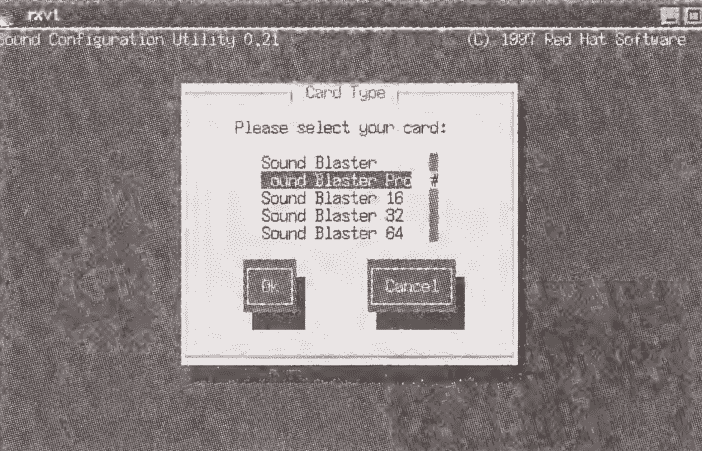 rxvt
Sound Configuration Utility 0.21 (C) 1997 Red Hat Software
Card Type
Please select your card:
Sound Blaster
Sound Blaster Pro #
Sound Blaster 16
Sound Blaster 32
Sound Blaster 64
Ok Cancel